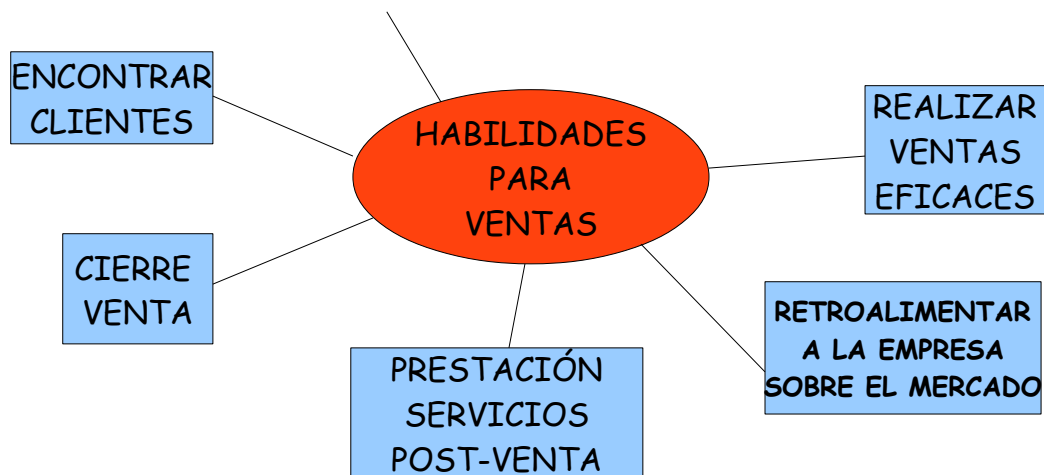 ENCONTRAR
CLIENTES
HABILIDADES
PARA
VENTAS
REALIZAR
VENTAS
EFICACES
CIERRE
VENTA
PRESTACIÓN
SERVICIOS
POST-VENTA
RETROALIMENTAR
A LA EMPRESA
SOBRE EL MERCADO